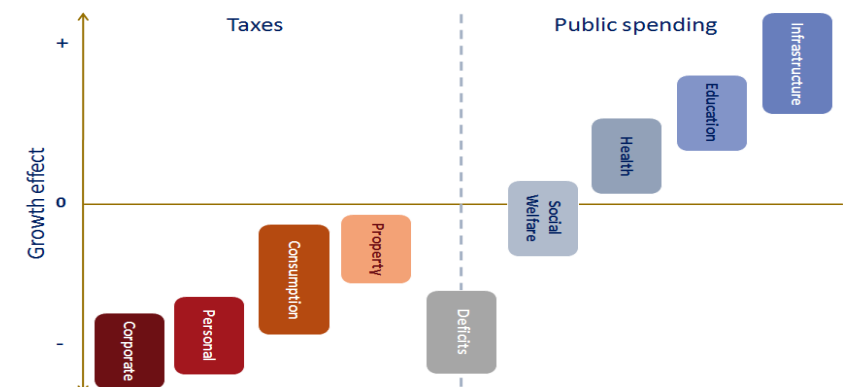 Taxes
Public spending
+
Growth effect
0
-
Corporate
Personal
Consumption
Property
Deficits
Social
Welfare
Health
Education
Infrastructure